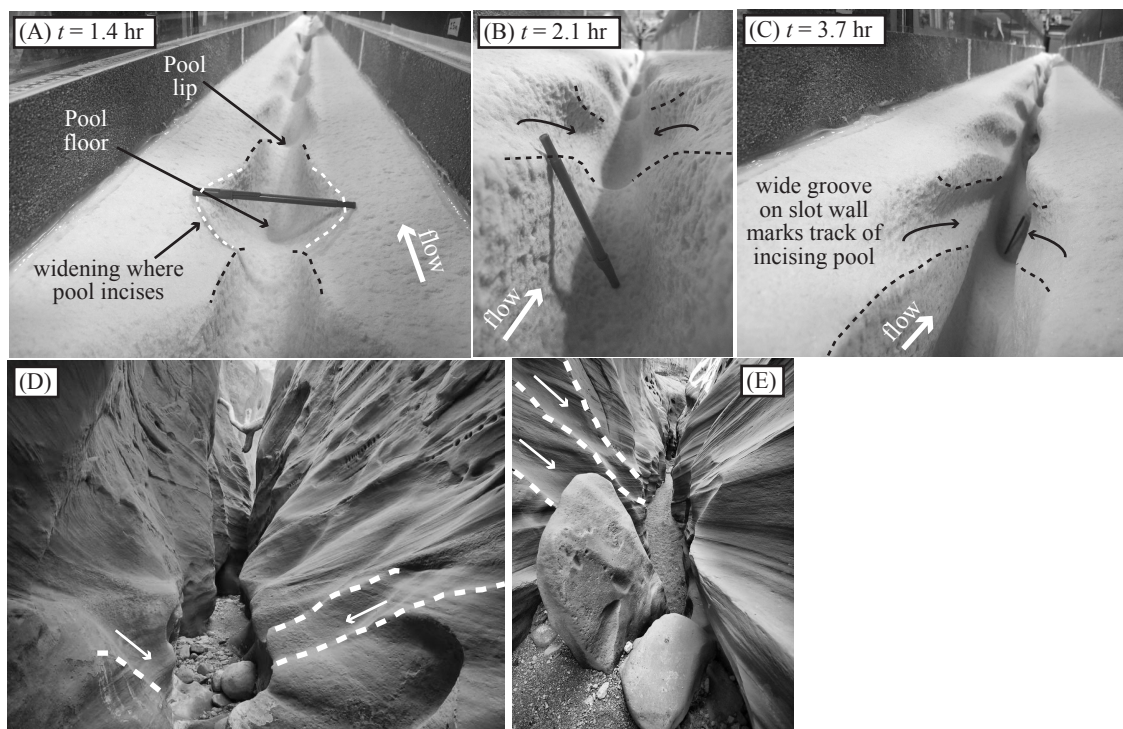 (A) t = 1.4 hr
Pool
lip
Pool
floor
widening where
pool incises
flow
(B) t = 2.1 hr
flow
(C) t = 3.7 hr
wide groove
on slot wall
marks track of
incising pool
flow
(D)
(E)